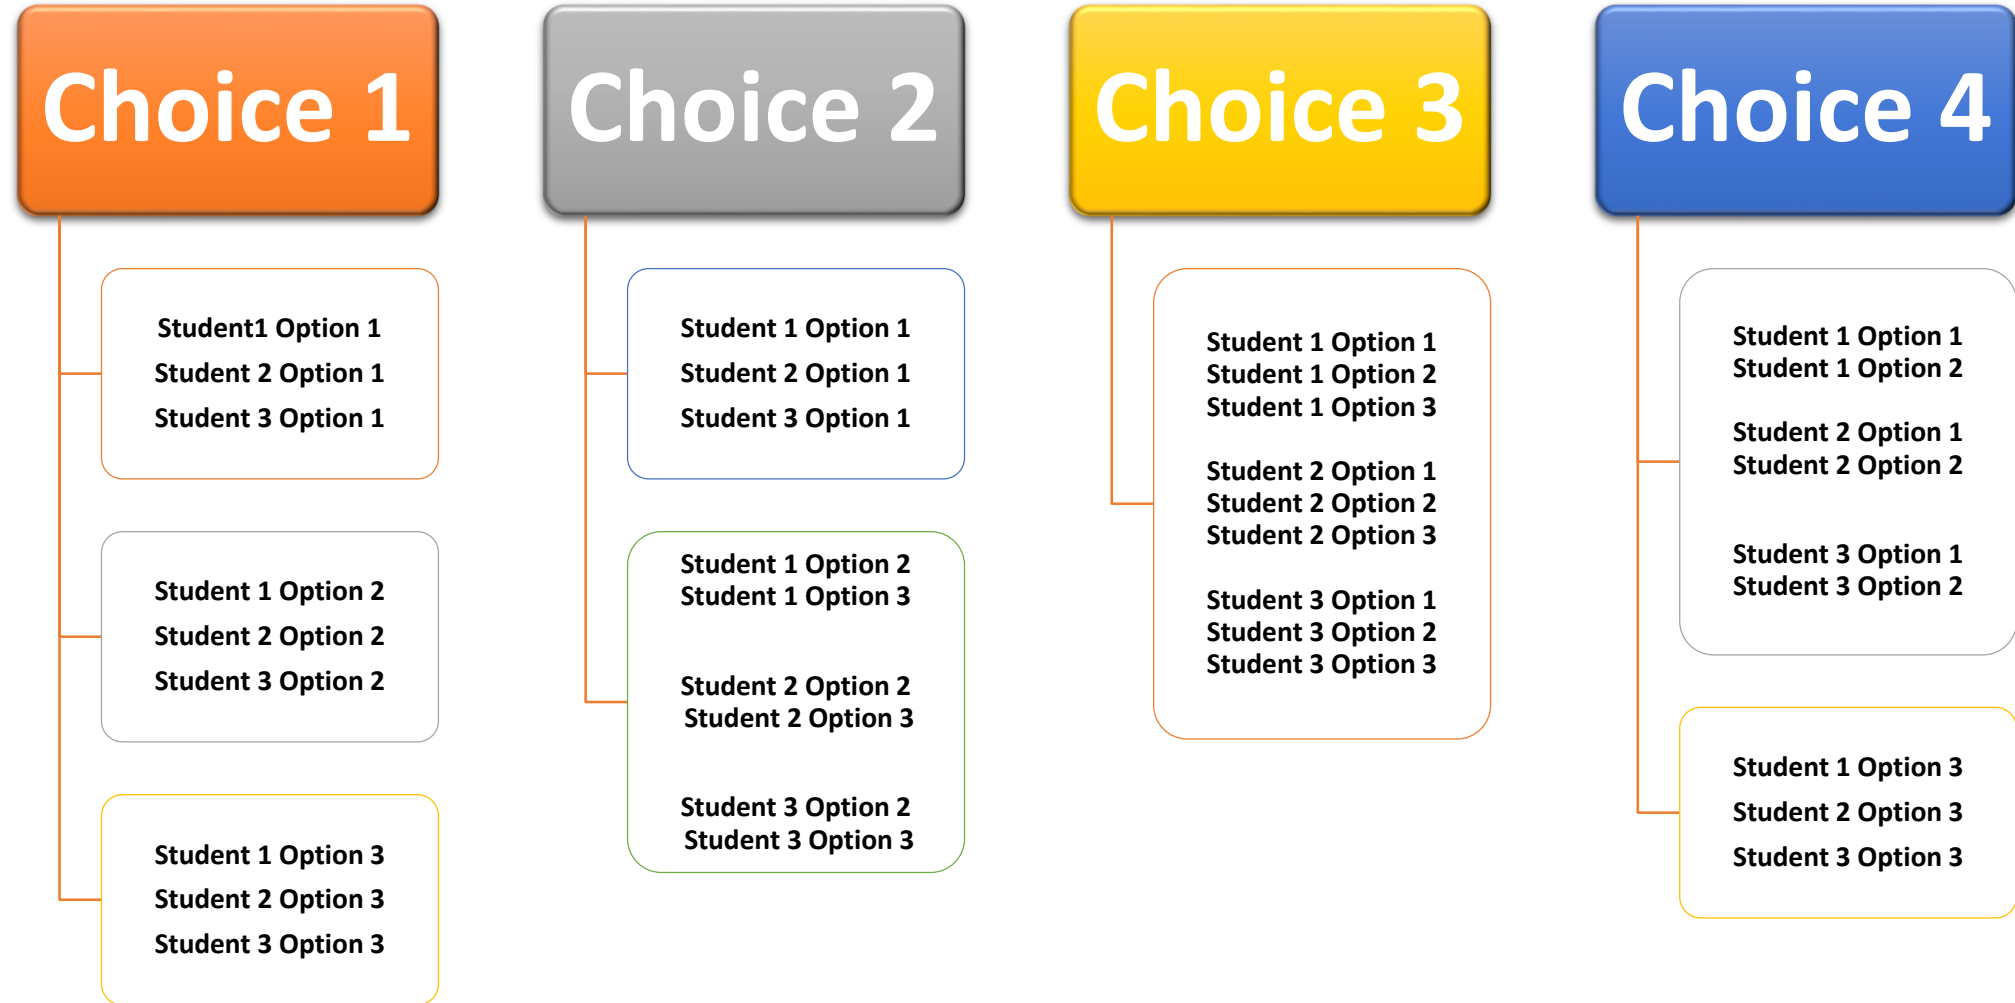 Choice 1
Student1 Option 1
Student 2 Option 1
Student 3 Option 1
Student 1 Option 2
Student 2 Option 2
Student 3 Option 2
Student 1 Option 3
Student 2 Option 3
Student 3 Option 3
Choice 2
Student 1 Option 1
Student 2 Option 1
Student 3 Option 1
Student 1 Option 2
Student 1 Option 3
Student 2 Option 2
Student 2 Option 3
Student 3 Option 2
Student 3 Option 3
Choice 3
Student 1 Option 1
Student 1 Option 2
Student 1 Option 3
Student 2 Option 1
Student 2 Option 2
Student 2 Option 3
Student 3 Option 1
Student 3 Option 2
Student 3 Option 3
Choice 4
Student 1 Option 1
Student 1 Option 2
Student 2 Option 1
Student 2 Option 2
Student 3 Option 1
Student 3 Option 2
Student 1 Option 3
Student 2 Option 3
Student 3 Option 3